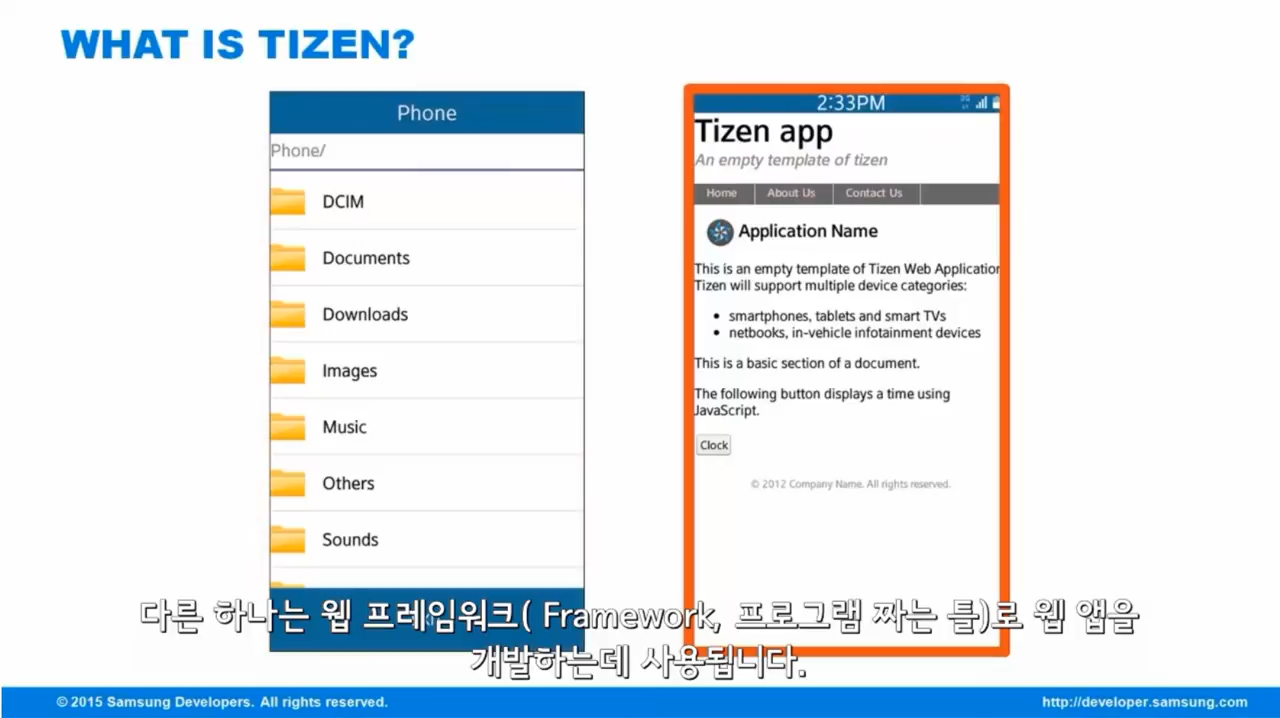 WHAT IS TIZEN?
Phone
Phone/
DCIM
Documents
Downloads
Images
Music
Others
Sounds
2:33PM
Tizen app
An empty template of tizen
Home About Us Contact Us
Application Name
This is an empty template of Tizen Web Application
Tizen will support multiple device categories:
• smartphones, tablets and smart TVs
• netbooks, in-vehicle infotainment devices
This is a basic section of a document.
The following button displays a time using
JavaScript.
Clock
© 2012 Company Name. All rights reserved.
다른 하나는 웹 프레임워크( Framework, 프로그램 짜는 틀)로 웹 앱을
개발하는데 사용됩니다.
© 2015 Samsung Developers. All rights reserved.
http://developer.samsung.com